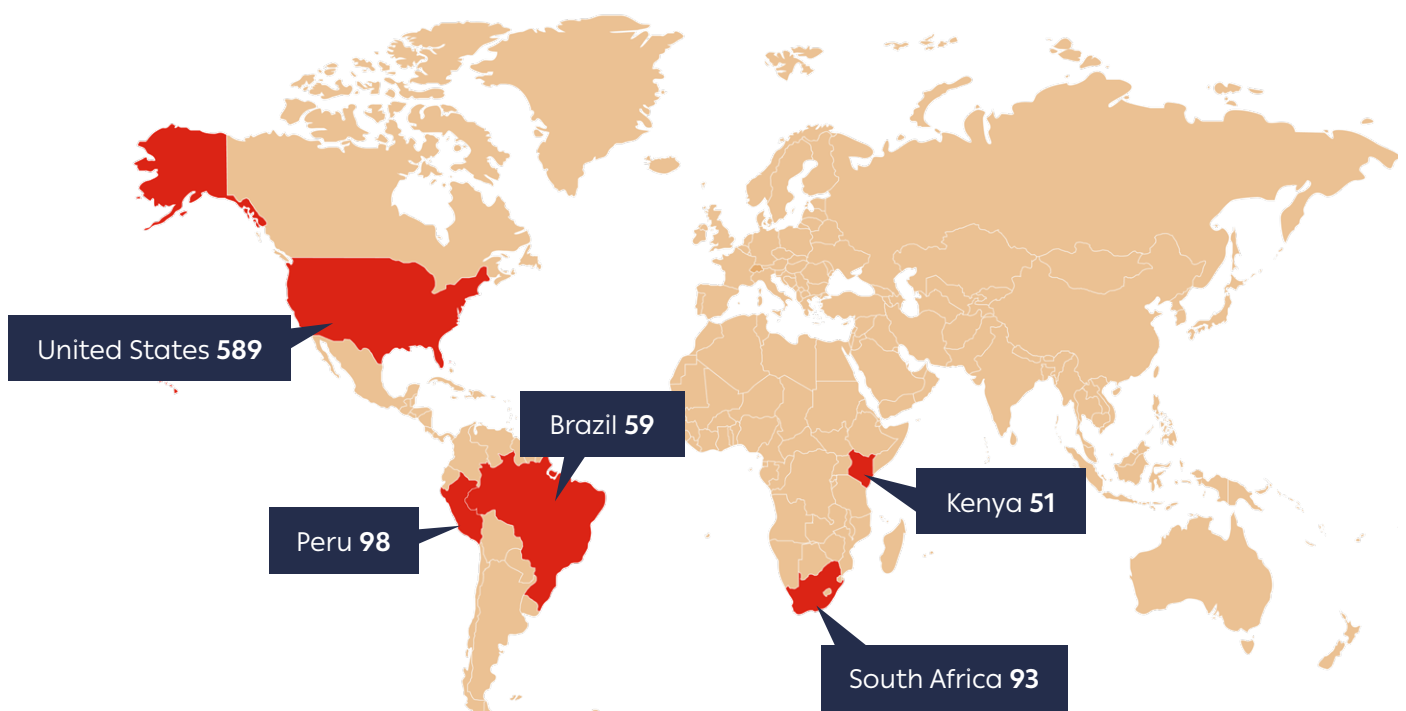 United States 589
Brazil 59
Peru 98
Kenya 51
South Africa 93